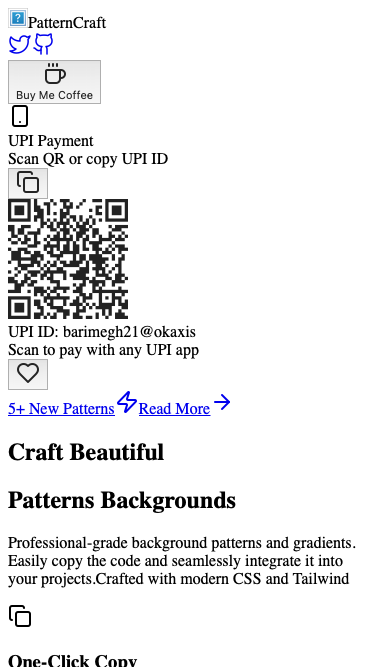 PatternCraft
Buy Me Coffee
UPI Payment
Scan QR or copy UPI ID
UPI ID: barimegh21@okaxis
Scan to pay with any UPI app
5+ New Patterns Read More
Craft Beautiful
Patterns Backgrounds
Professional-grade background patterns and gradients.
Easily copy the code and seamlessly integrate it into
your projects.Crafted with modern CSS and Tailwind
One-Click Copy